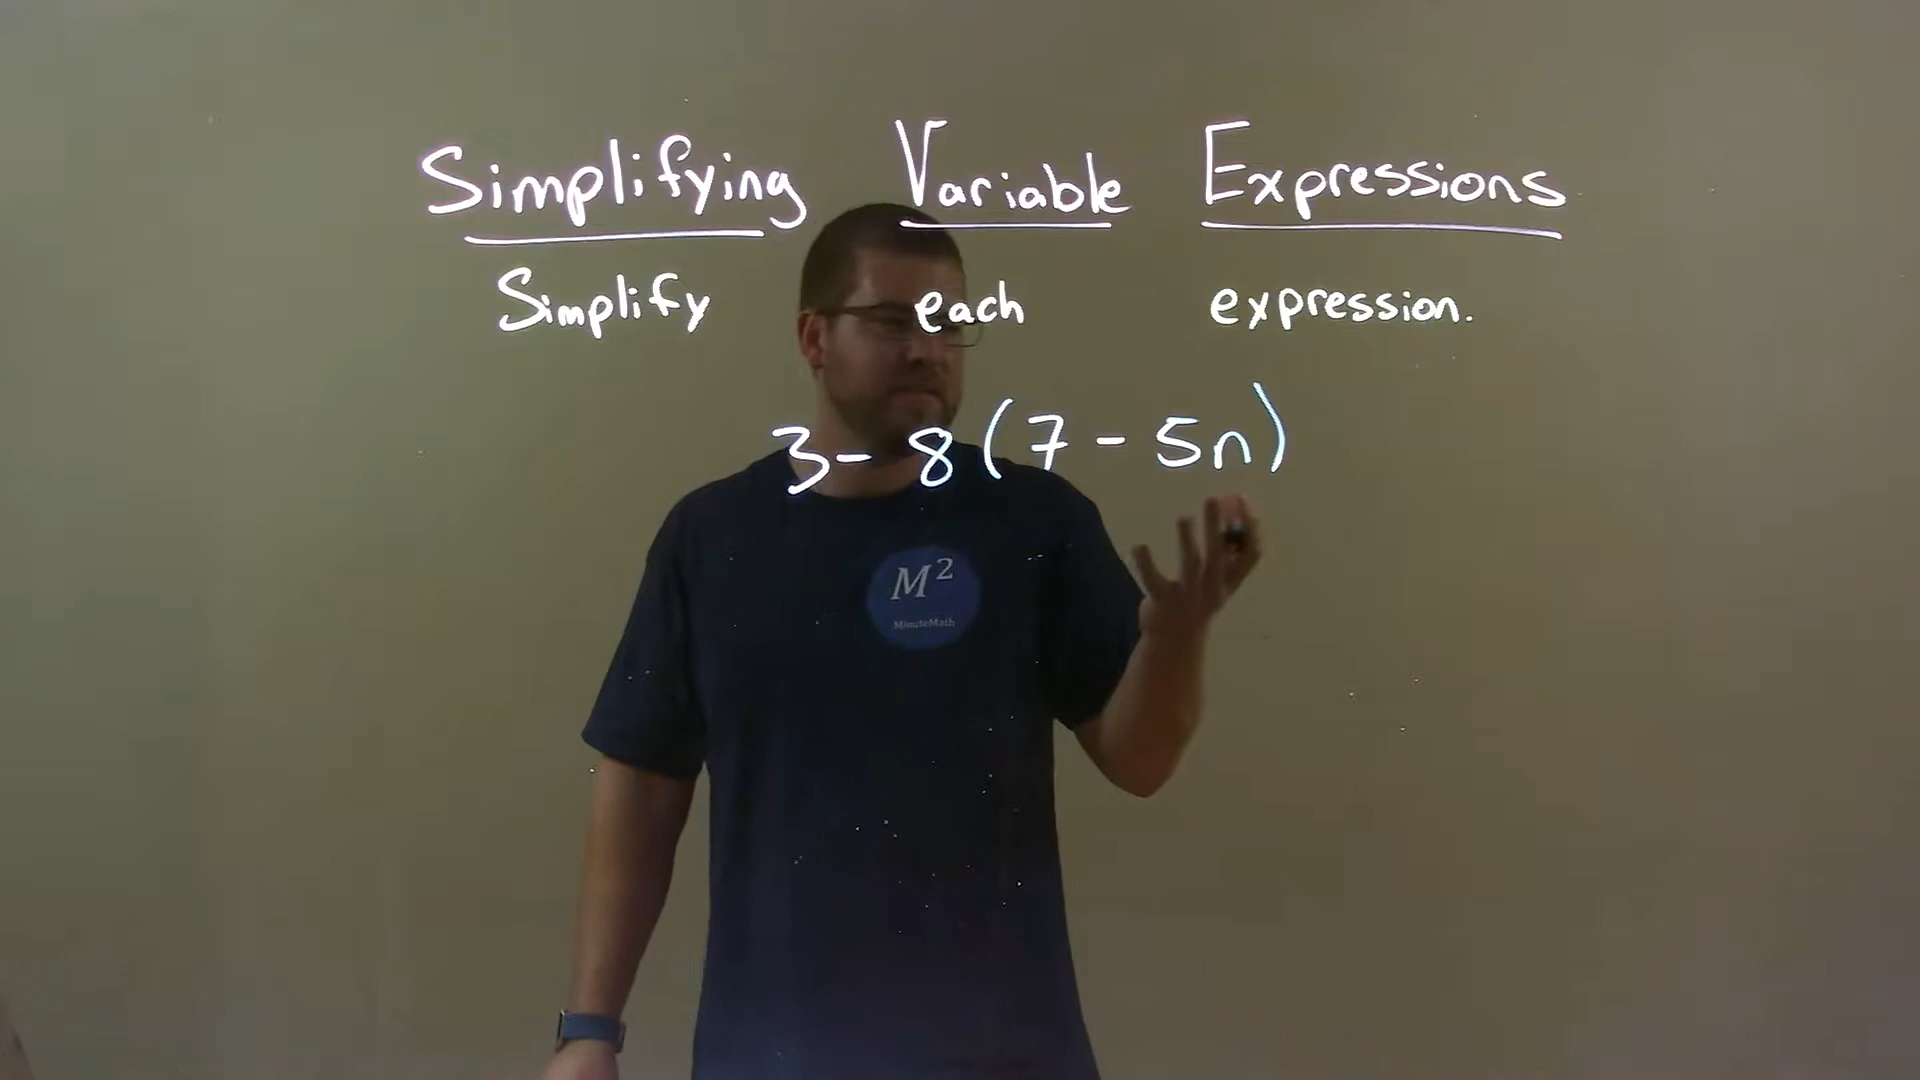 Simplifying Variable Expressions
Simplify each expression.
3 - 8(7 - 5n)
M²
MinuteMath